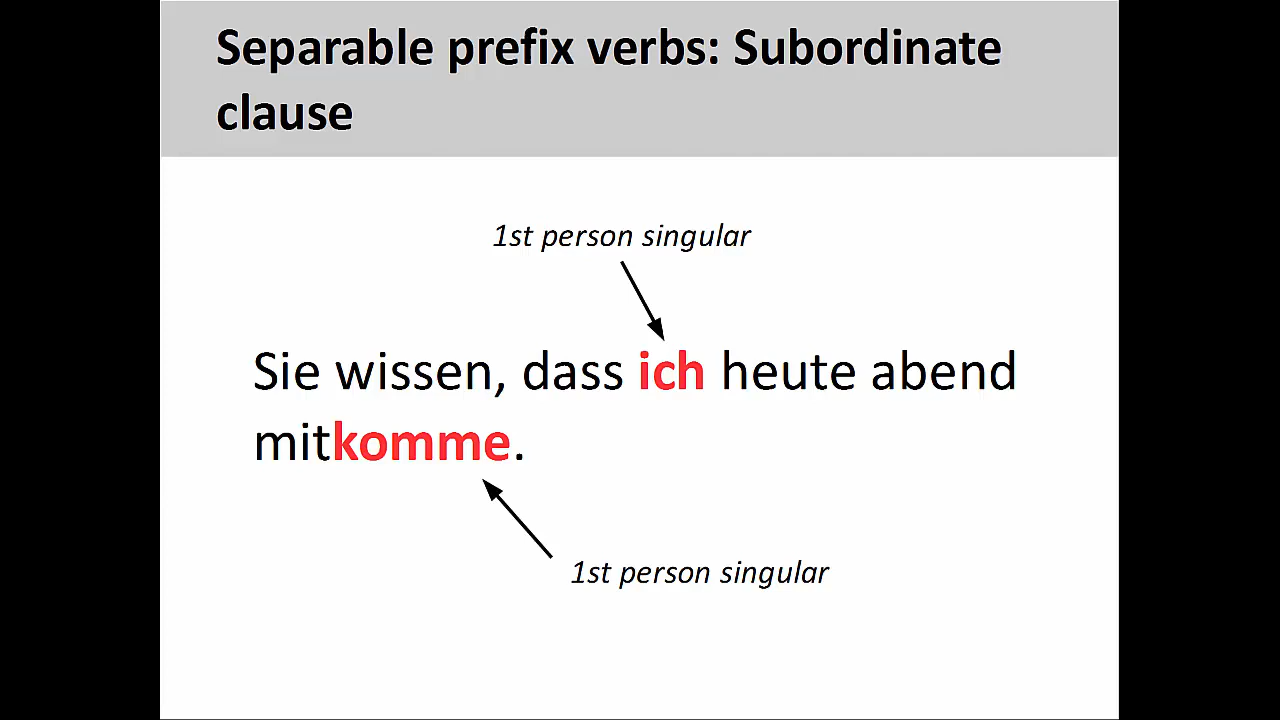 Separable prefix verbs: Subordinate
clause
1st person singular
Sie wissen, dass ich heute abend
mitkomme.
1st person singular